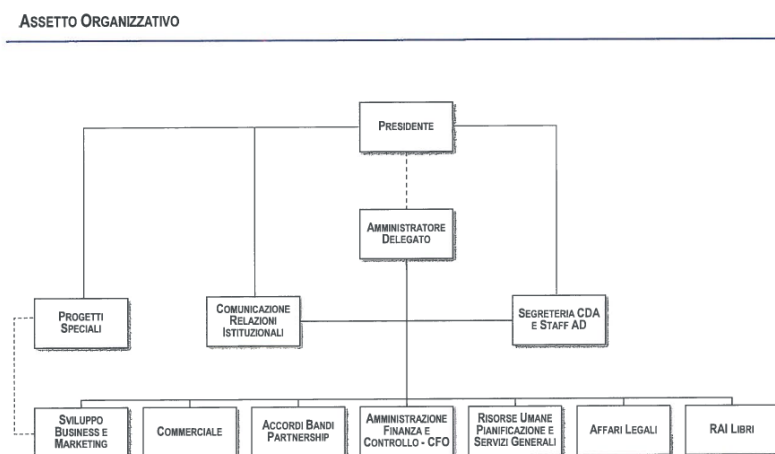 ASSETTO ORGANIZZATIVO
PRESIDENTE
AMMINISTRATORE
DELEGATO
PROGETTI
SPECIALI
COMUNICAZIONE
RELAZIONI
ISTITUZIONALI
SEGRETERIA CDA
E STAFF AD
SVILUPPO
BUSINESS E
MARKETING
COMMERCIALE
ACCORDI BANDI
PARTNERSHIP
AMMINISTRAZIONE
FINANZA E
CONTROLLO - CFO
RISORSE UMANE
PIANIFICAZIONE E
SERVIZI GENERALI
AFFARI LEGALI
RAI LIBRI